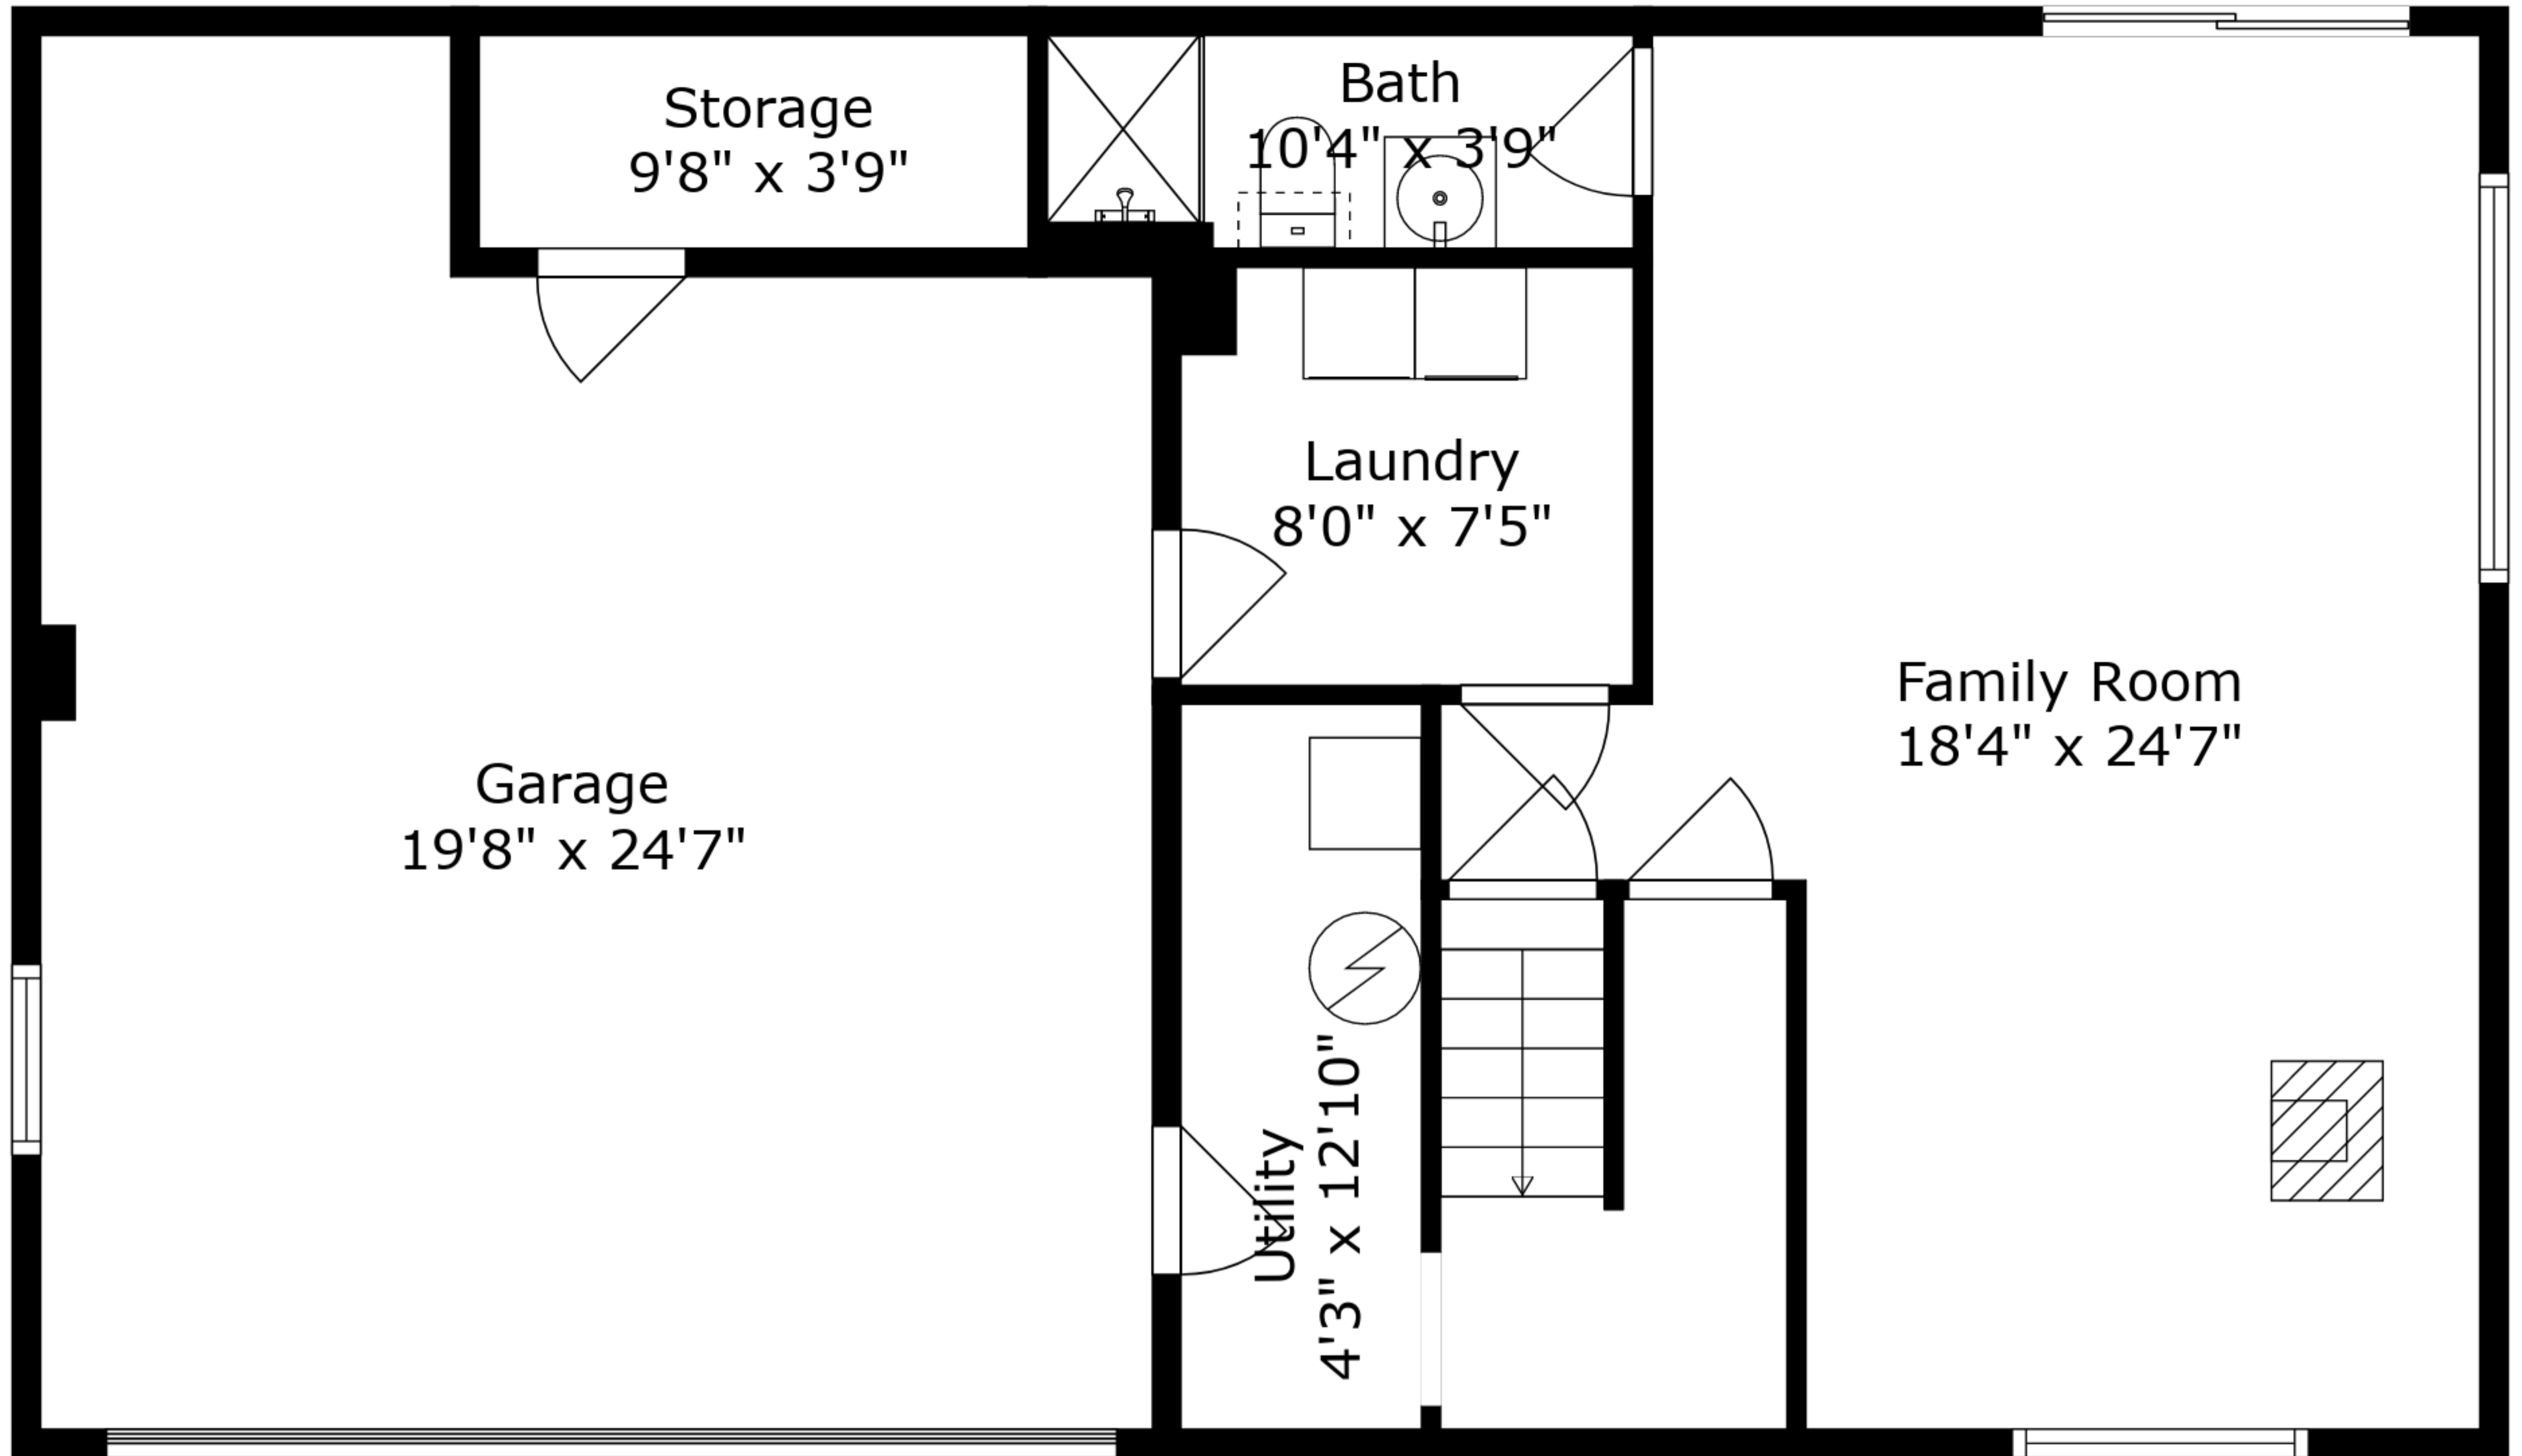 Storage
9'8" x 3'9"
Bath
10'4" x 3'9"
Laundry
8'0" x 7'5"
Family Room
18'4" x 24'7"
Garage
19'8" x 24'7"
Utility
4'3" x 12'10"